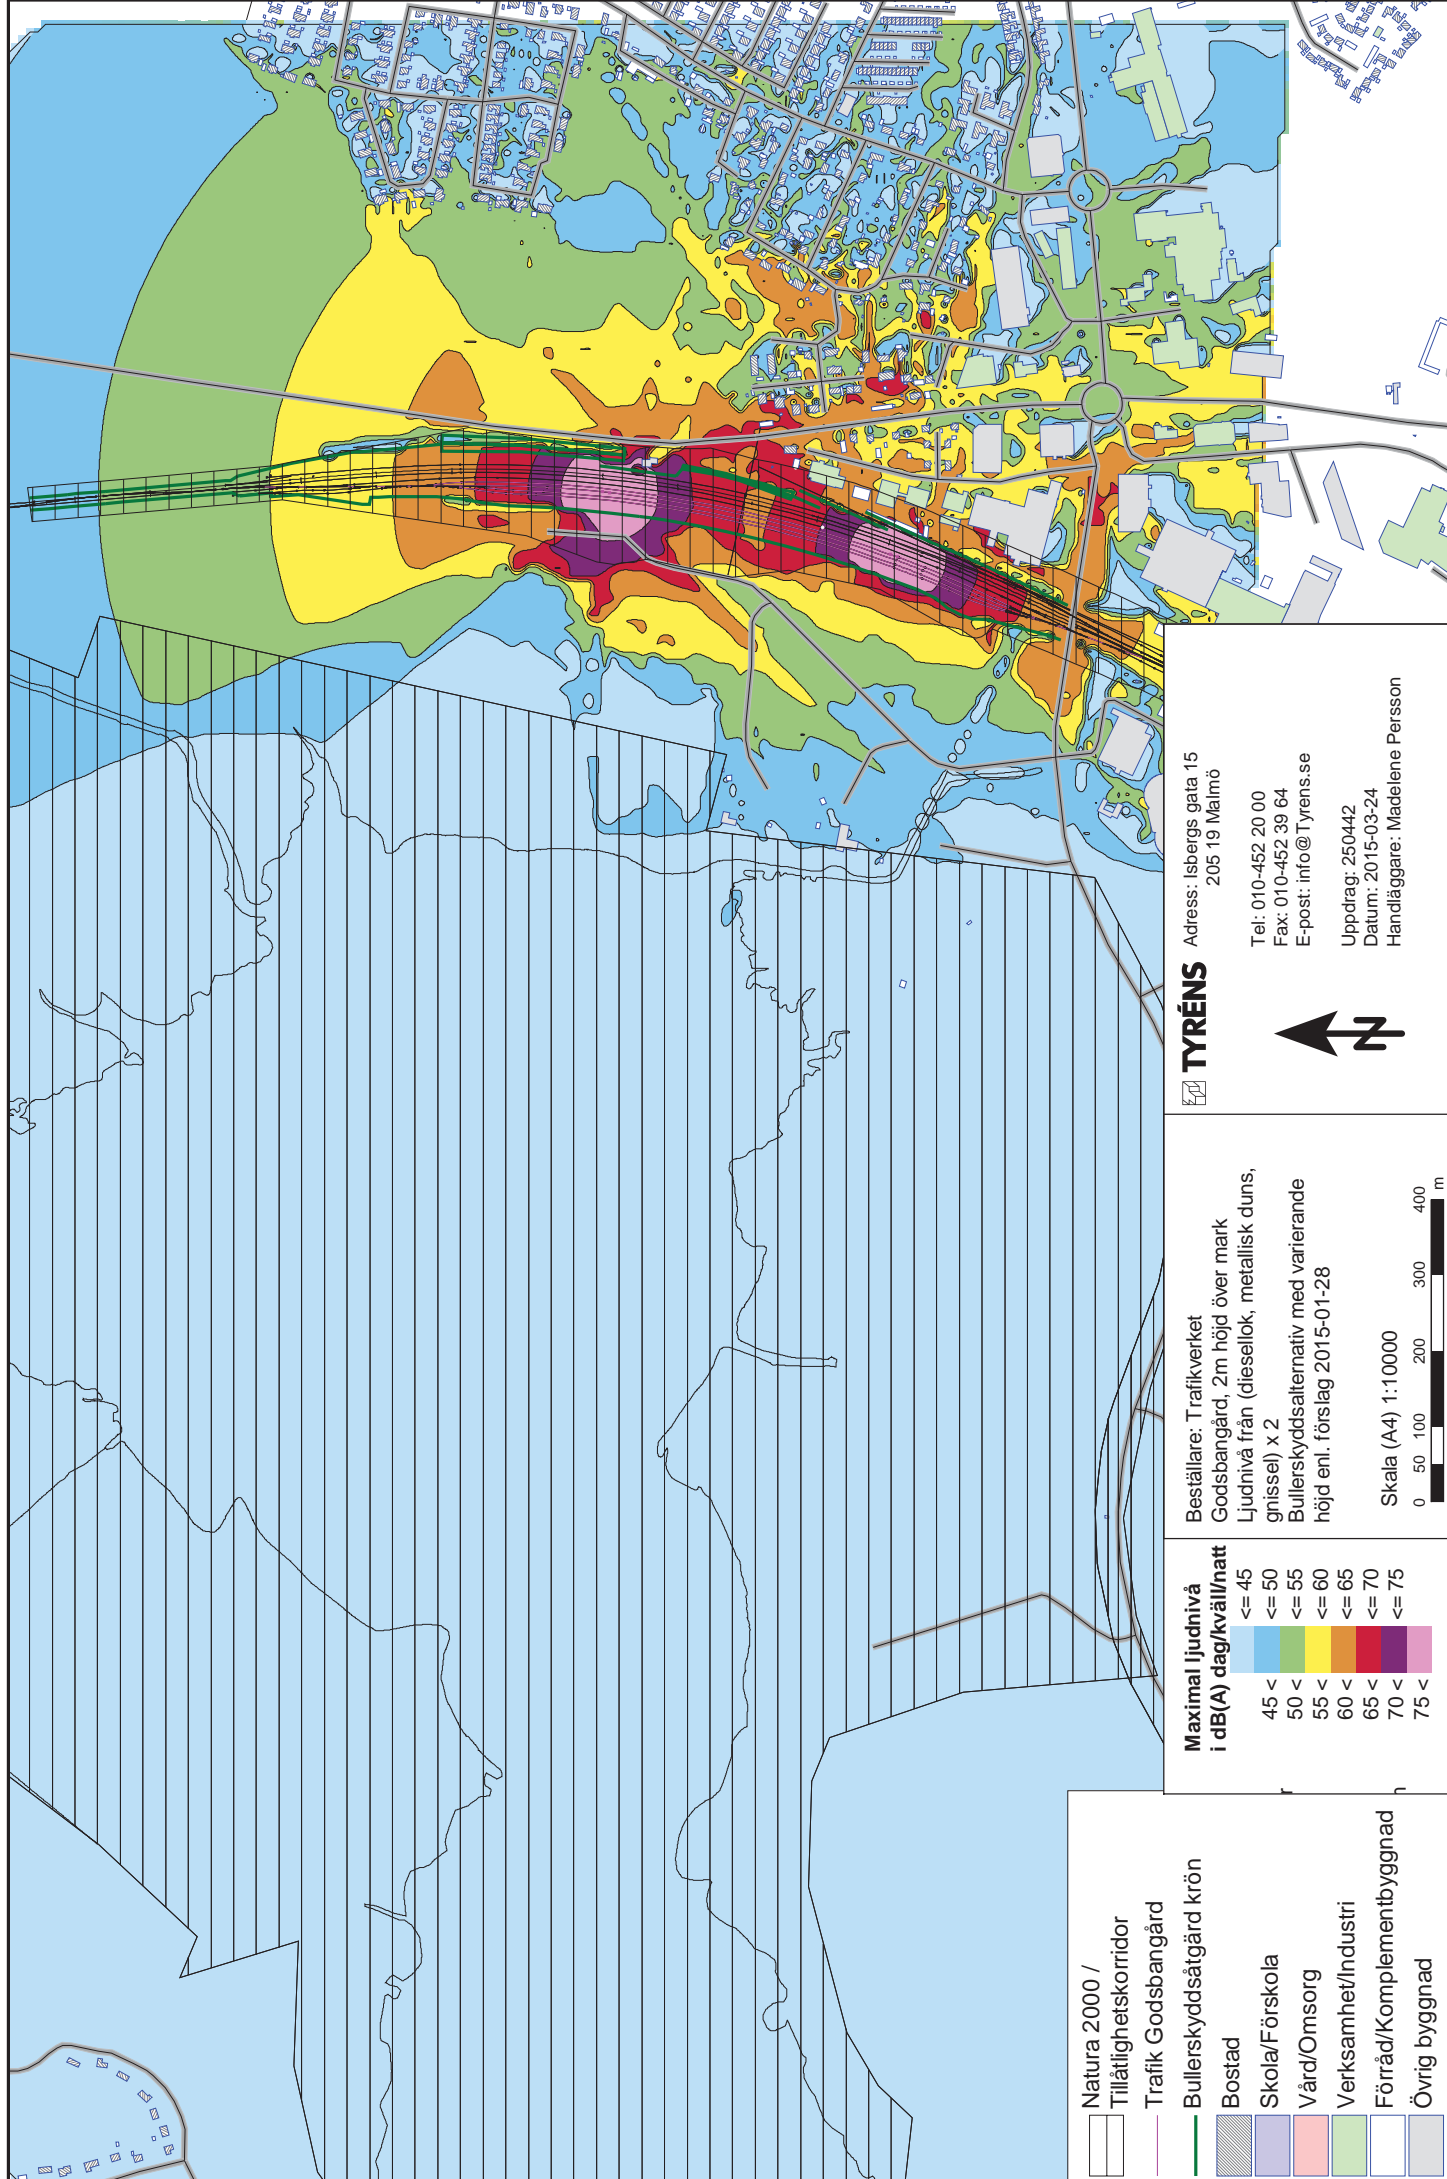 Natura 2000 /
Tillåtlighetskorridor
Trafik Godsbangård
Bullerskyddsåtgärd krön
Bostad
Skola/Förskola
Vård/Omsorg
Verksamhet/Industri
Förråd/Komplementbyggnad
Övrig byggnad
Maximal ljudnivå
i dB(A) dag/kväll/natt
<= 45
45 < <= 50
50 < <= 55
55 < <= 60
60 < <= 65
65 < <= 70
70 < <= 75
75 <
Beställare: Trafikverket
Godsbangård, 2m höjd över mark
Ljudnivå från (diesellok, metallisk duns,
gnissel) x 2
Bullerskyddsalternativ med varierande
höjd enl. förslag 2015-01-28
Skala (A4) 1:10000
0 50 100 200 300 400
m
TYRÉNS
Adress: Isbergs gata 15
205 19 Malmö
Tel: 010-452 20 00
Fax: 010-452 39 64
E-post: info@Tyrens.se
Uppdrag: 250442
Datum: 2015-03-24
Handläggare: Madelene Persson
N